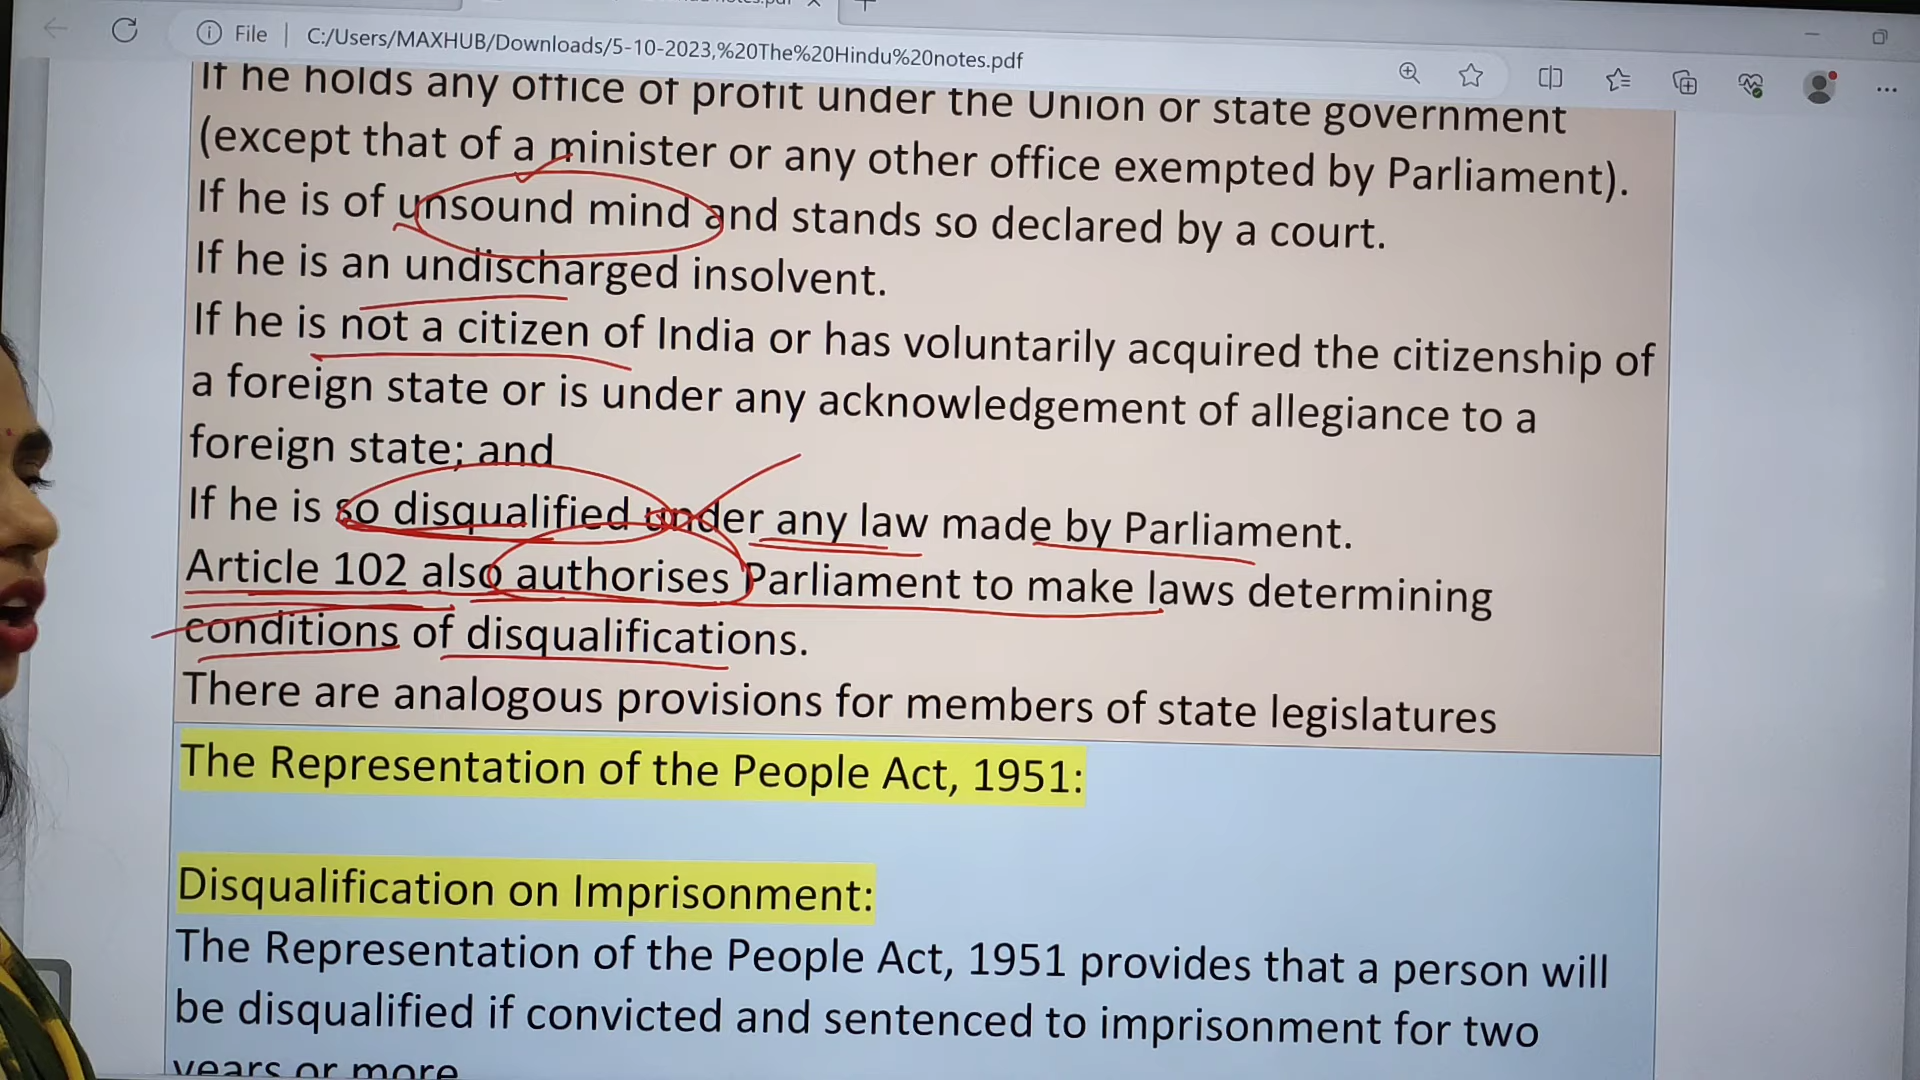 File
C:/Users/MAXHUB/Downloads/5-10-2023,%20The%20Hindu%20notes.pdf
If he holds any office of profit under the Union or state government
(except that of a minister or any other office exempted by Parliament).
If he is of unsound mind and stands so declared by a court.
If he is an undischarged insolvent.
If he is not a citizen of India or has voluntarily acquired the citizenship of
a foreign state or is under any acknowledgement of allegiance to a
foreign state; and
If he is so disqualified under any law made by Parliament.
Article 102 also authorises Parliament to make laws determining
conditions of disqualifications.
There are analogous provisions for members of state legislatures
The Representation of the People Act, 1951:
Disqualification on Imprisonment:
The Representation of the People Act, 1951 provides that a person will
be disqualified if convicted and sentenced to imprisonment for two
years or more